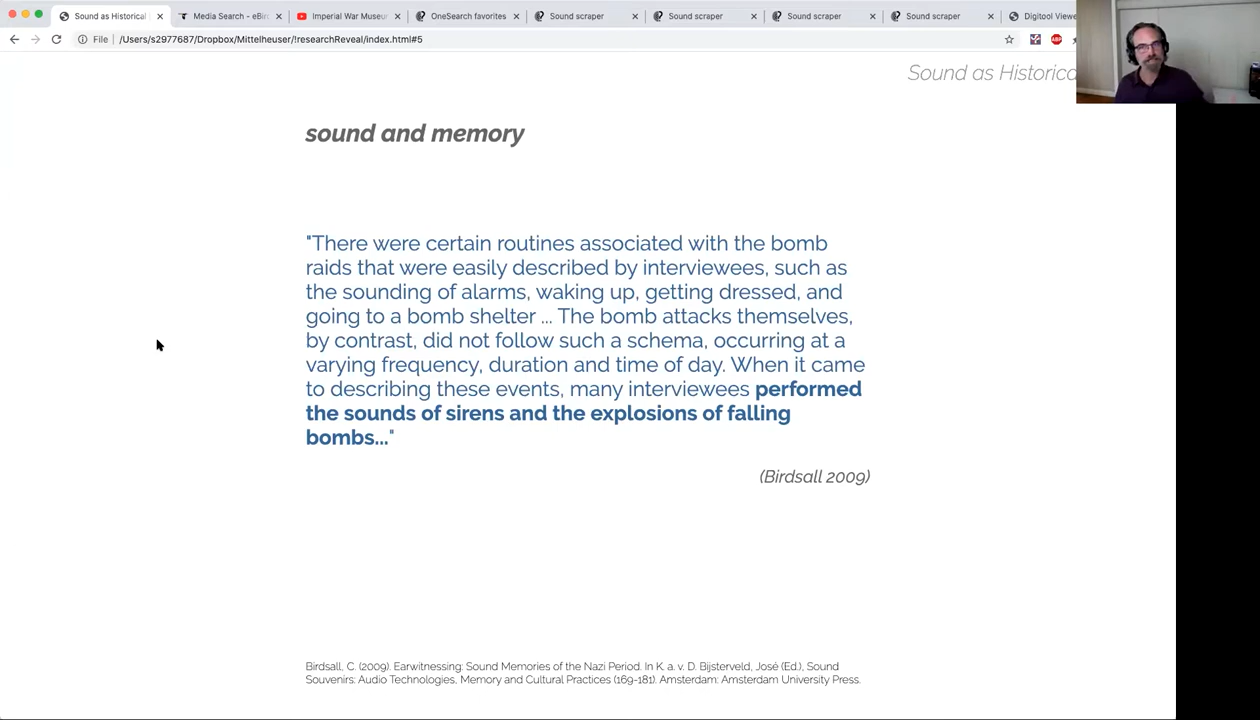 Sound as Historical
Media Search - eBir
Imperial War Museu
OneSearch favorites
Sound scraper
Sound scraper
Sound scraper
Sound scraper
Digitool Viewe
File
/Users/s2977687/Dropbox/Mittelheuser/!researchReveal/index.html#5
ABP
Sound as Historica
sound and memory
"There were certain routines associated with the bomb
raids that were easily described by interviewees, such as
the sounding of alarms, waking up, getting dressed, and
going to a bomb shelter ... The bomb attacks themselves,
by contrast, did not follow such a schema, occurring at a
varying frequency, duration and time of day. When it came
to describing these events, many interviewees performed
the sounds of sirens and the explosions of falling
bombs..."
(Birdsall 2009)
Birdsall, C. (2009). Earwitnessing: Sound Memories of the Nazi Period. In K. a. v. D. Bijsterveld, José (Ed.), Sound
Souvenirs: Audio Technologies, Memory and Cultural Practices (169-181). Amsterdam: Amsterdam University Press.